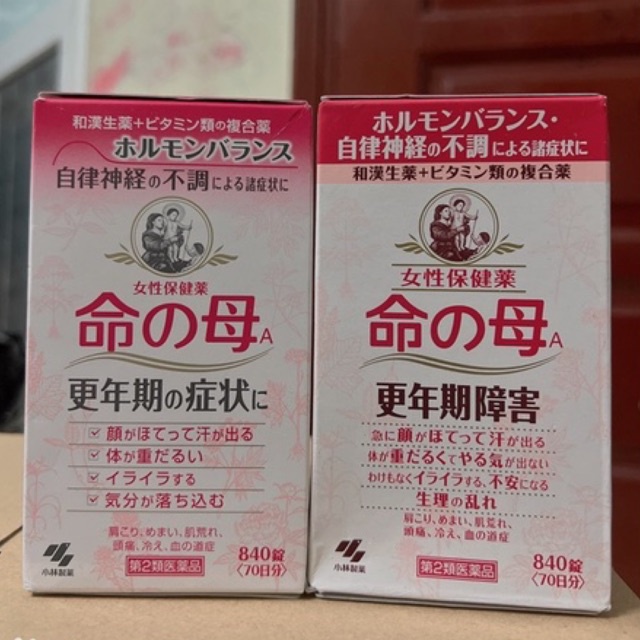 和漢生薬+ビタミン類の複合薬
ホルモンバランス
自律神経の不調による諸症状に
女性保健薬
命の母A
更年期の症状に
顔がほてって汗が出る
体が重だるい
イライラする
気分が落ち込む
肩こり、めまい、肌荒れ、
頭痛、冷え、血の道症
小林製薬
第2類医薬品
840錠
〈70日分〉
ホルモンバランス・
自律神経の不調による諸症状に
和漢生薬+ビタミン類の複合薬
女性保健薬
命の母A
更年期障害
急に顔がほてって汗が出る
体が重だるくてやる気が出ない
わけもなくイライラする、不安になる
生理の乱れ
肩こり、めまい、肌荒れ、
頭痛、冷え、血の道症
小林製薬
第2類医薬品
840錠
〈70日分〉